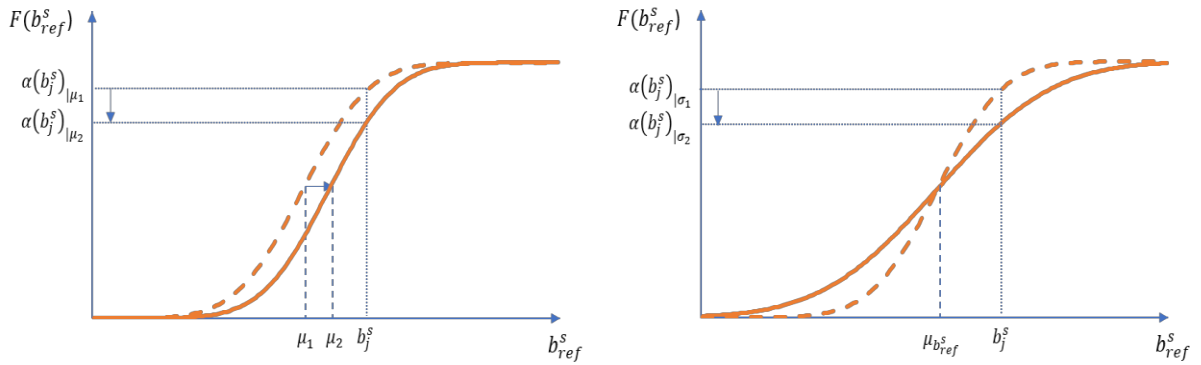 F(b^s_ref)
α(b^s_j)|μ1
α(b^s_j)|μ2
μ1 μ2 b^s_j
b^s_ref
F(b^s_ref)
α(b^s_j)|σ1
α(b^s_j)|σ2
μ_b^s_ref b^s_j
b^s_ref